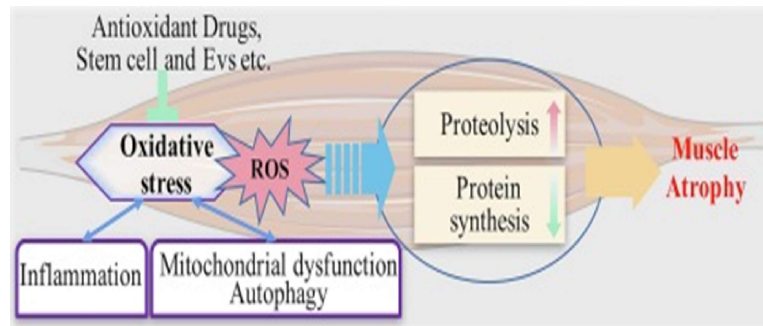 Antioxidant Drugs,
Stem cell and Evs etc.
Oxidative
stress
ROS
Proteolysis
Protein
synthesis
Muscle
Atrophy
Inflammation
Mitochondrial dysfunction
Autophagy